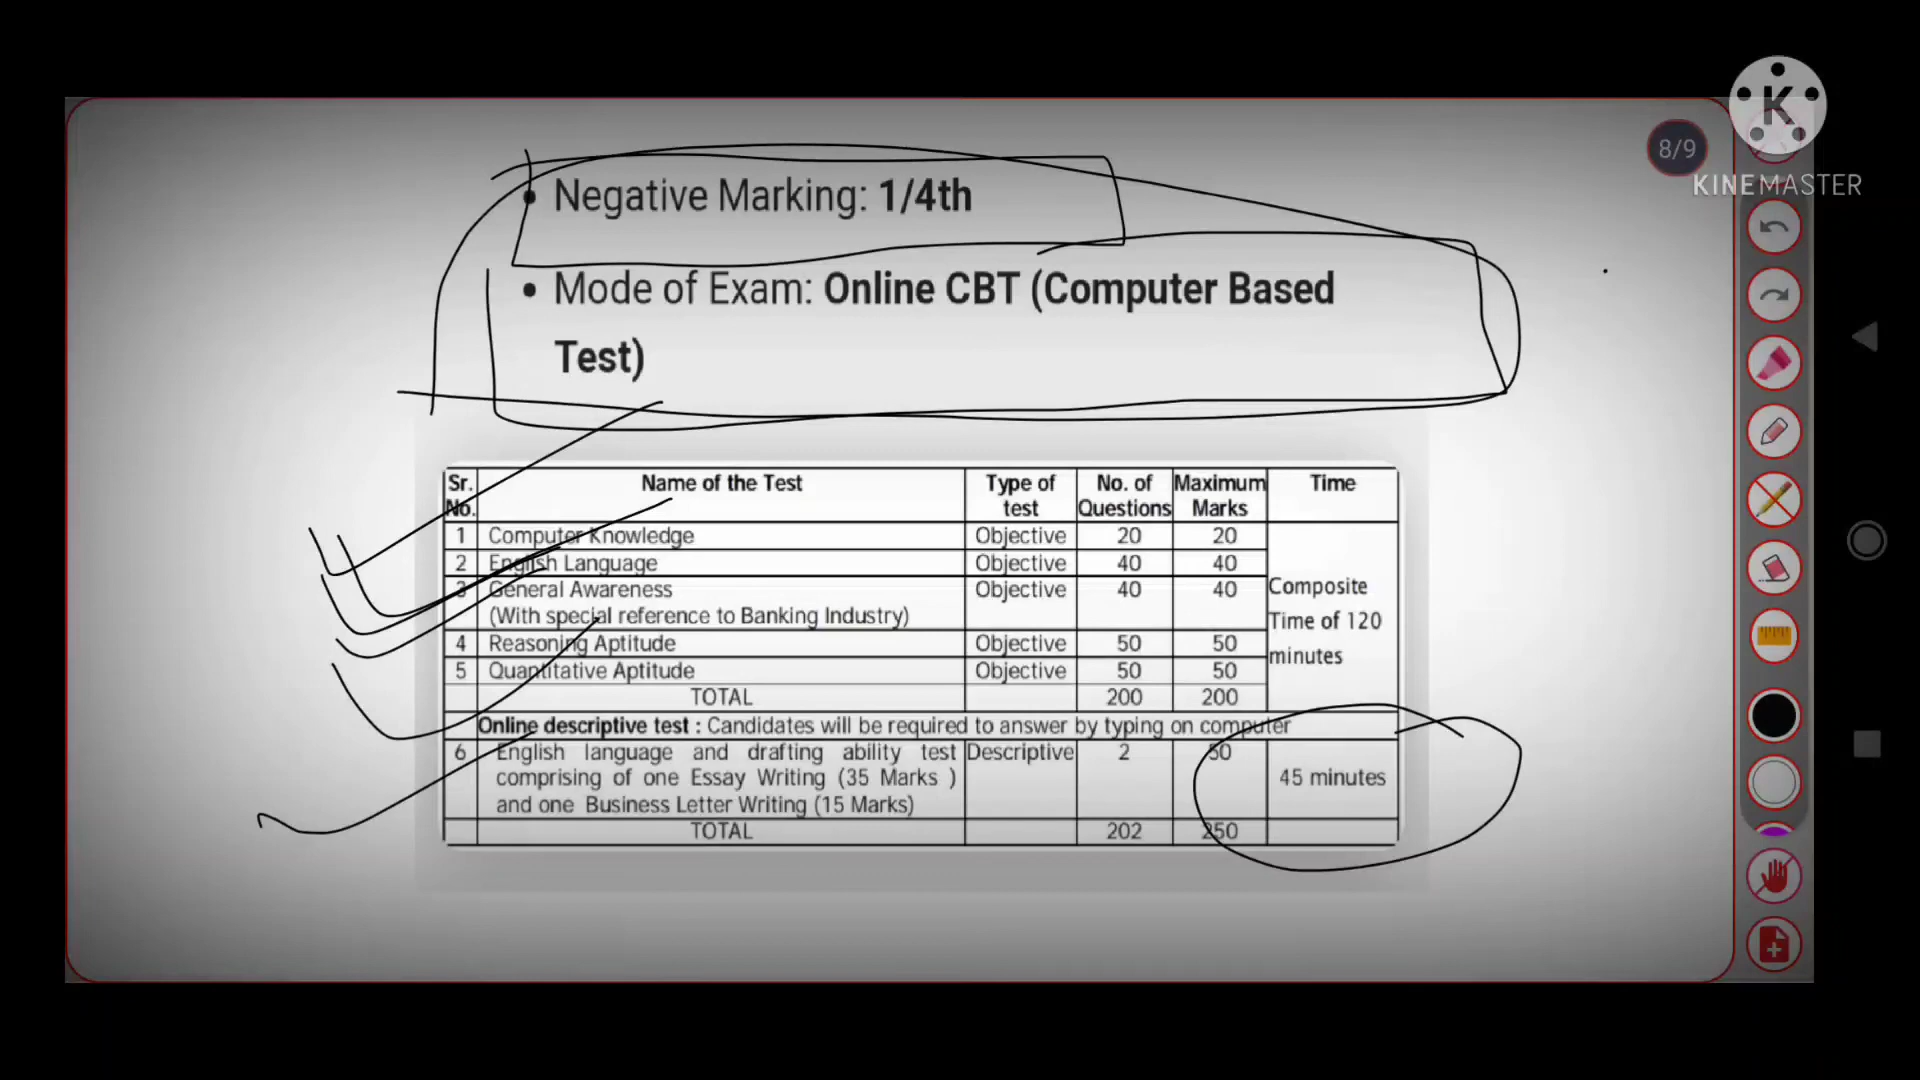 8/9
KINEMASTER
• Negative Marking: 1/4th
• Mode of Exam: Online CBT (Computer Based
Test)
Sr. No. Name of the Test Type of test No. of Questions Maximum Marks Time
1 Computer Knowledge Objective 20 20
2 English Language Objective 40 40
3 General Awareness Objective 40 40
(With special reference to Banking Industry)
4 Reasoning Aptitude Objective 50 50
5 Quantitative Aptitude Objective 50 50
TOTAL 200 200
Composite
Time of 120
minutes
Online descriptive test : Candidates will be required to answer by typing on computer
6 English language and drafting ability test Descriptive 2 50
comprising of one Essay Writing (35 Marks ) 45 minutes
and one Business Letter Writing (15 Marks)
TOTAL 202 250